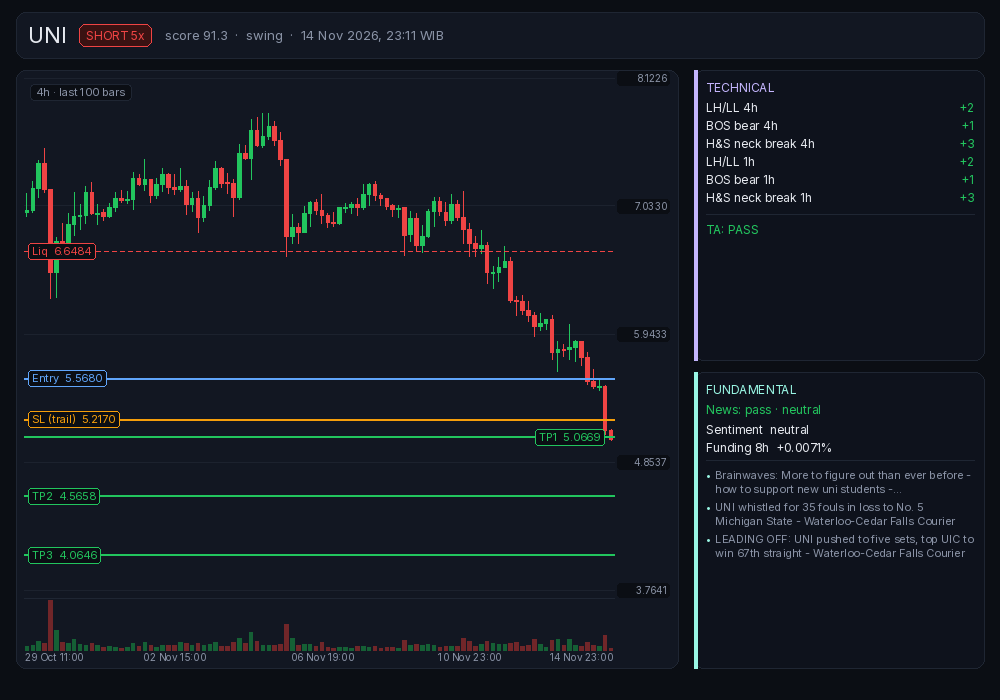 UNI SHORT 5x score 91.3 · swing · 14 Nov 2026, 23:11 WIB
4h · last 100 bars
8.1226
7.0330
Liq 6.6484
5.9433
Entry 5.5680
SL (trail) 5.2170
TP1 5.0669
4.8537
TP2 4.5658
TP3 4.0646
3.7641
29 Oct 11:00 02 Nov 15:00 06 Nov 19:00 10 Nov 23:00 14 Nov 23:00
TECHNICAL
LH/LL 4h +2
BOS bear 4h +1
H&S neck break 4h +3
LH/LL 1h +2
BOS bear 1h +1
H&S neck break 1h +3
TA: PASS
FUNDAMENTAL
News: pass · neutral
Sentiment neutral
Funding 8h +0.0071%
• Brainwaves: More to figure out than ever before -
how to support new uni students -...
• UNI whistled for 35 fouls in loss to No. 5
Michigan State - Waterloo-Cedar Falls Courier
• LEADING OFF: UNI pushed to five sets, top UIC to
win 67th straight - Waterloo-Cedar Falls Courier